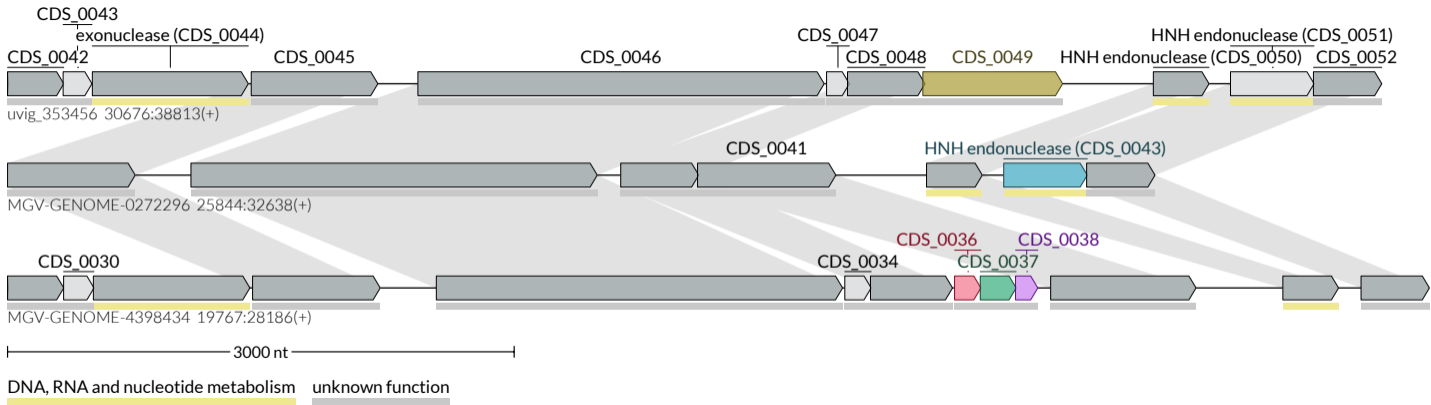 CDS_0043
exonuclease (CDS_0044)
CDS_0047
HNH endonuclease (CDS_0051)
CDS_0042
CDS_0045
CDS_0046
CDS_0048
CDS_0049
HNH endonuclease (CDS_0050)
CDS_0052
uvig_353456 30676:38813(+)
CDS_0041
HNH endonuclease (CDS_0043)
MGV-GENOME-0272296 25844:32638(+)
CDS_0036
CDS_0038
CDS_0030
CDS_0034
CDS_0037
MGV-GENOME-4398434 19767:28186(+)
3000 nt
DNA, RNA and nucleotide metabolism
unknown function